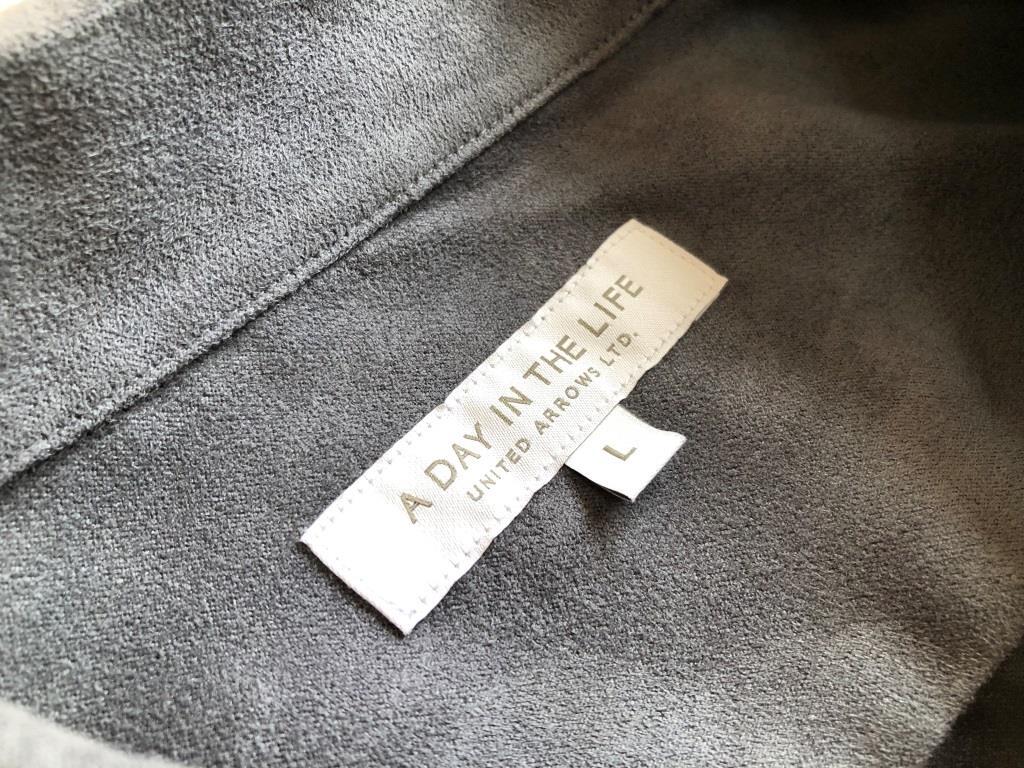 A DAY IN THE LIFE
UNITED ARROWS LTD.
L